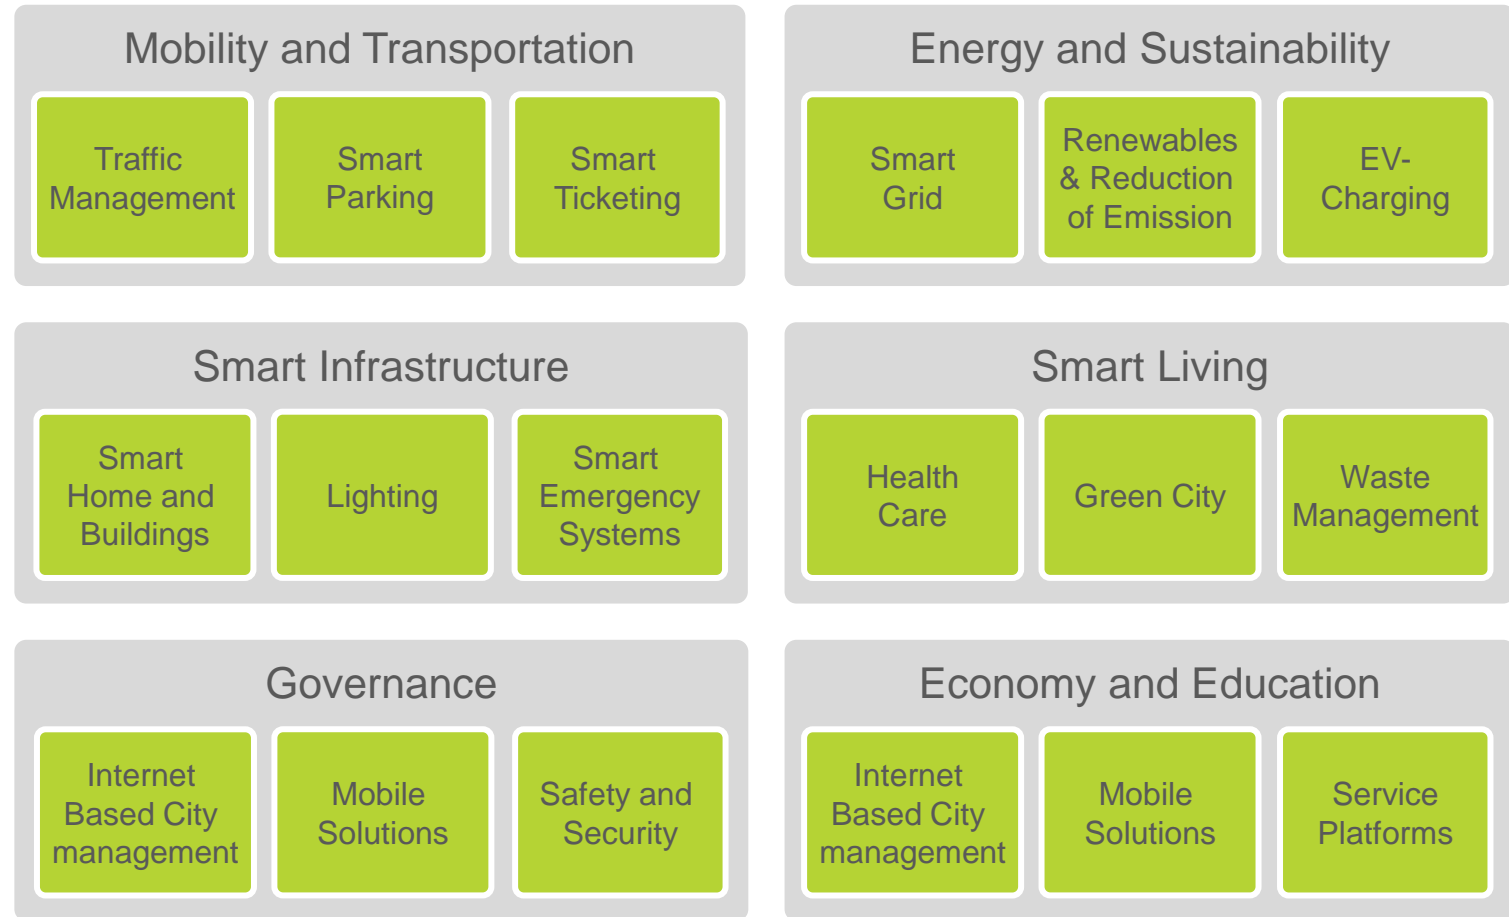 Mobility and Transportation
Traffic
Management
Smart
Parking
Smart
Ticketing
Energy and Sustainability
Smart
Grid
Renewables
& Reduction
of Emission
EV-
Charging
Smart Infrastructure
Smart
Home and
Buildings
Lighting
Smart
Emergency
Systems
Smart Living
Health
Care
Green City
Waste
Management
Governance
Internet
Based City
management
Mobile
Solutions
Safety and
Security
Economy and Education
Internet
Based City
management
Mobile
Solutions
Service
Platforms